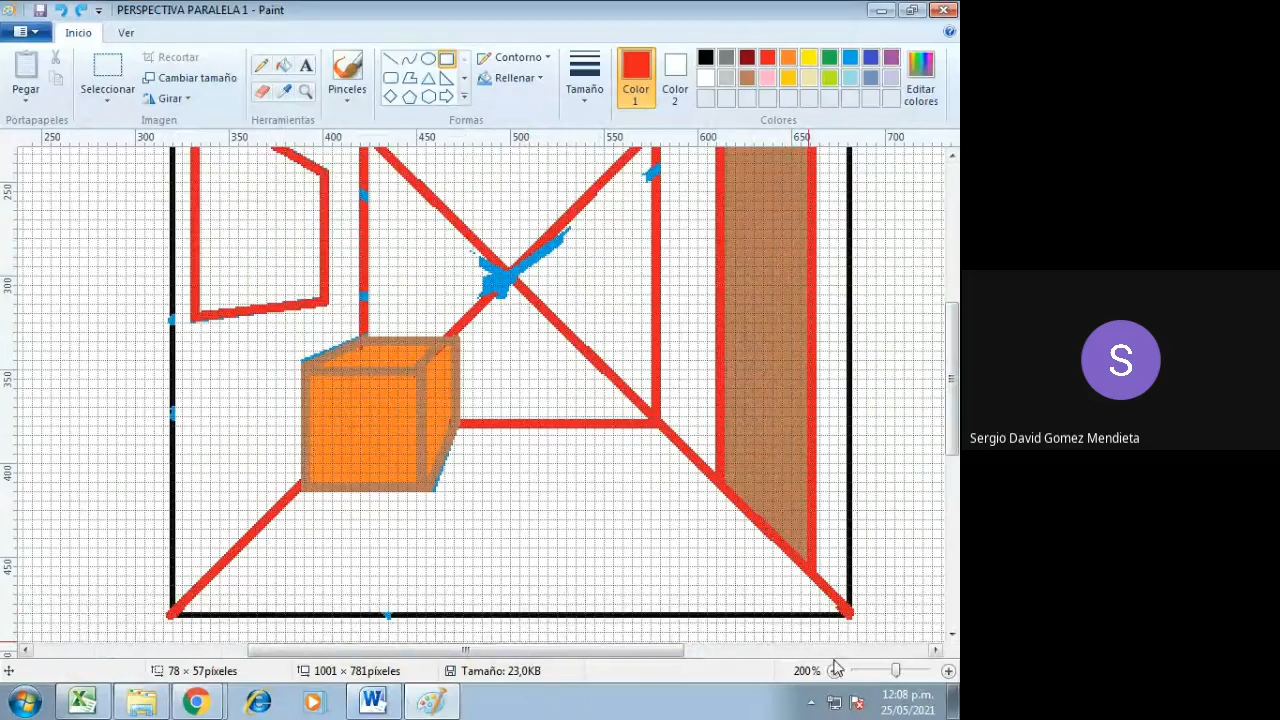 PERSPECTIVA PARALELA 1 - Paint
Inicio
Ver
Pegar
Seleccionar
Recortar
Cambiar tamaño
Girar
A
Pinceles
Contorno
Rellenar
Tamaño
Color
1
Color
2
Editar
colores
Portapapeles
Imagen
Herramientas
Formas
Colores
250
300
350
400
450
500
550
600
650
700
250
300
350
400
450
S
Sergio David Gomez Mendieta
78 × 57píxeles
1001 × 781píxeles
Tamaño: 23,0KB
200%
12:08 p.m.
25/05/2021